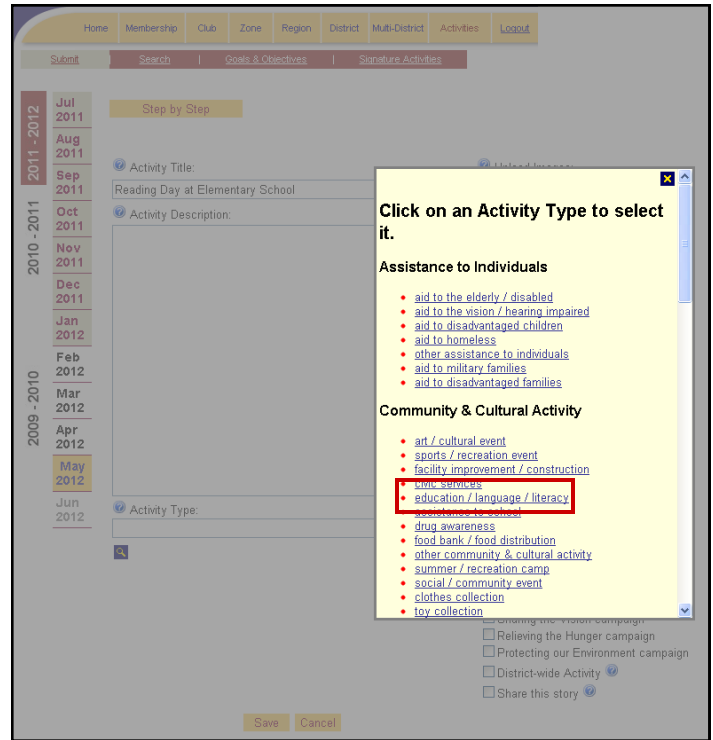 Home Membership Club Zone Region District Multi-District Activities Logout
Submit | Search | Goals & Objectives | Signature Activities
2011 - 2012
2010 - 2011
2009 - 2010
Jul
2011
Aug
2011
Sep
2011
Oct
2011
Nov
2011
Dec
2011
Jan
2012
Feb
2012
Mar
2012
Apr
2012
May
2012
Jun
2012
Step by Step
Activity Title:
Reading Day at Elementary School
Activity Description:
Activity Type:
Upload Images:
Click on an Activity Type to select
it.
Assistance to Individuals
aid to the elderly / disabled
aid to the vision / hearing impaired
aid to disadvantaged children
aid to homeless
other assistance to individuals
aid to military families
aid to disadvantaged families
Community & Cultural Activity
art / cultural event
sports / recreation event
facility improvement / construction
civic services
education / language / literacy
assistance to school
drug awareness
food bank / food distribution
other community & cultural activity
summer / recreation camp
social / community event
clothes collection
toy collection
Sharing the Vision campaign
Relieving the Hunger campaign
Protecting our Environment campaign
District-wide Activity
Share this story
Save Cancel